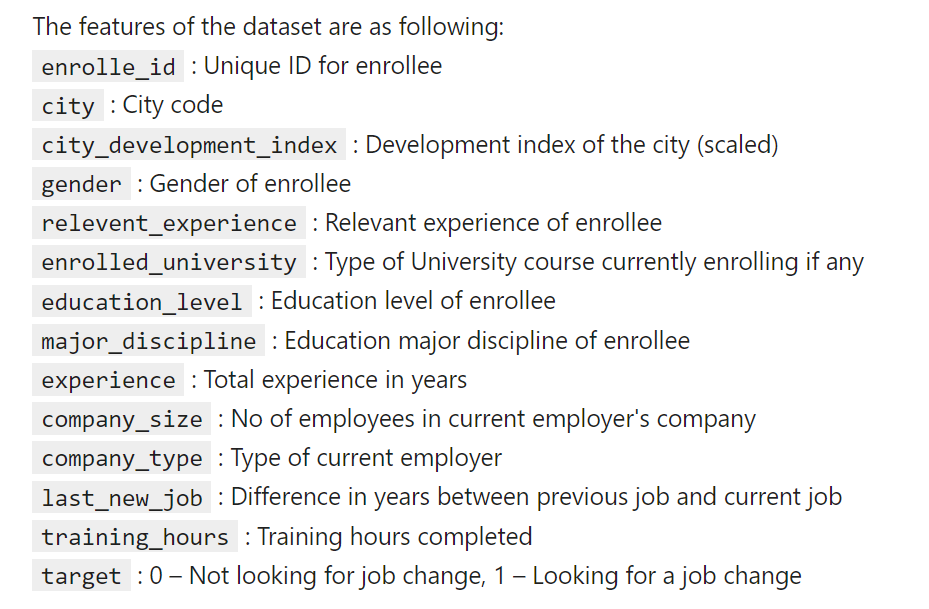 The features of the dataset are as following:
enrolle_id : Unique ID for enrollee
city : City code
city_development_index : Development index of the city (scaled)
gender : Gender of enrollee
relevent_experience : Relevant experience of enrollee
enrolled_university : Type of University course currently enrolling if any
education_level : Education level of enrollee
major_discipline : Education major discipline of enrollee
experience : Total experience in years
company_size : No of employees in current employer's company
company_type : Type of current employer
last_new_job : Difference in years between previous job and current job
training_hours : Training hours completed
target : 0 – Not looking for job change, 1 – Looking for a job change